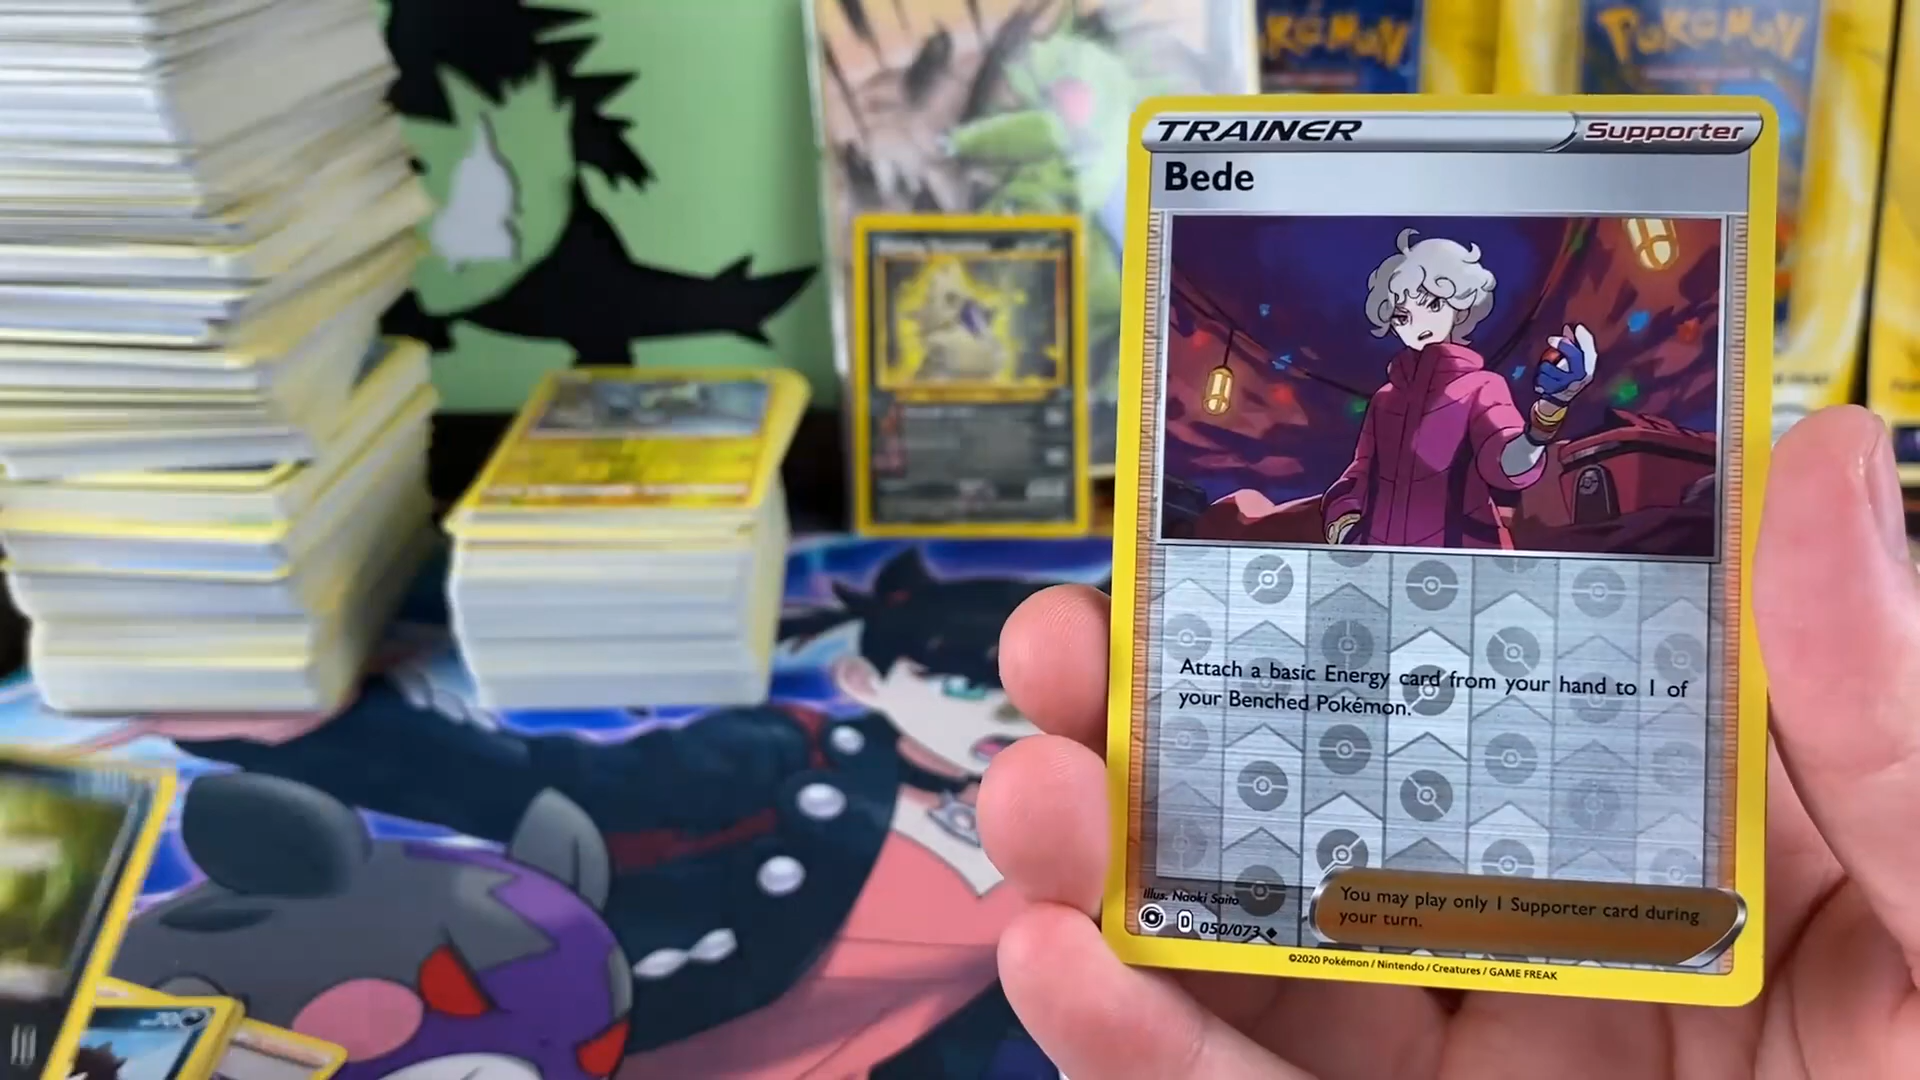 POKéMON
TRAINER
Supporter
Bede
Attach a basic Energy card from your hand to 1 of
your Benched Pokémon.
Illus. Naoki Saito
D 050/073
You may play only 1 Supporter card during
your turn.
©2020 Pokémon / Nintendo / Creatures / GAME FREAK